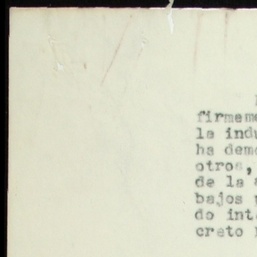 firmeme
la indu
ha demo
otros,
de la
bajos
do int
creto